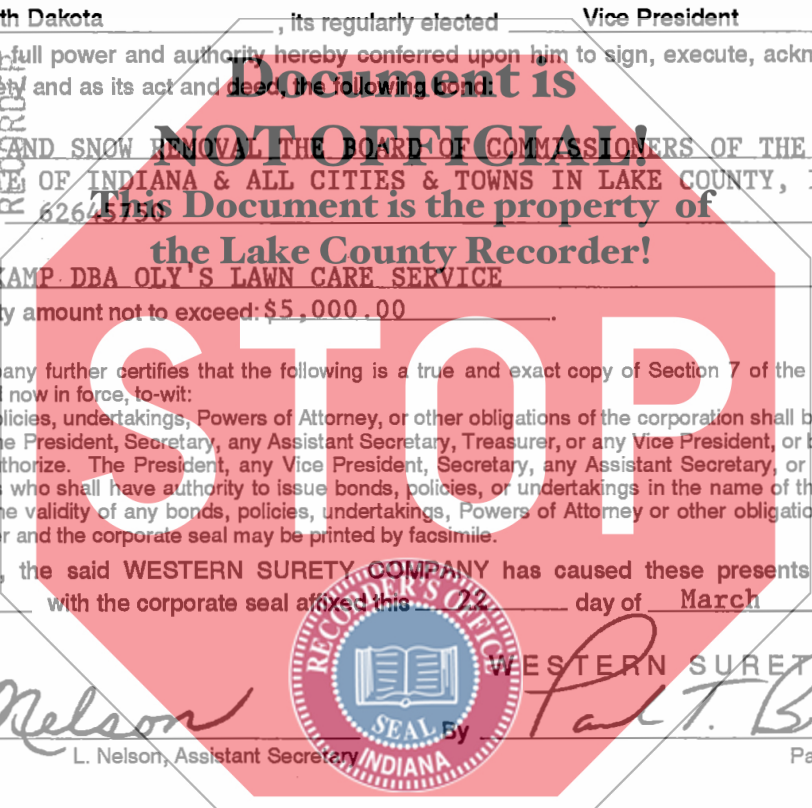 th Dakota , its regularly elected Vice President
full power and authority hereby conferred upon him to sign, execute, ackn
ety and as its act and deed, the following bond:
Document is
NOT OFFICIAL!
This Document is the property of
the Lake County Recorder!
AND SNOW REMOVAL THE BOARD OF COMMISSIONERS OF THE
E OF INDIANA & ALL CITIES & TOWNS IN LAKE COUNTY,
62645750
KAMP DBA OLY'S LAWN CARE SERVICE
ty amount not to exceed: $5,000.00 .
STOP
pany further certifies that the following is a true and exact copy of Section 7 of the
d now in force, to-wit:
olicies, undertakings, Powers of Attorney, or other obligations of the corporation shall b
he President, Secretary, any Assistant Secretary, Treasurer, or any Vice President, or b
uthorize. The President, any Vice President, Secretary, any Assistant Secretary, or
s who shall have authority to issue bonds, policies, or undertakings in the name of th
he validity of any bonds, policies, undertakings, Powers of Attorney or other obligatio
r and the corporate seal may be printed by facsimile.
, the said WESTERN SURETY COMPANY has caused these presents
with the corporate seal affixed this 22 day of March
RECORDER'S OFFICE
SEAL
INDIANA
WESTERN SURET
Nelson
By Paul T. B
L. Nelson, Assistant Secretary
Pa
RECORDER